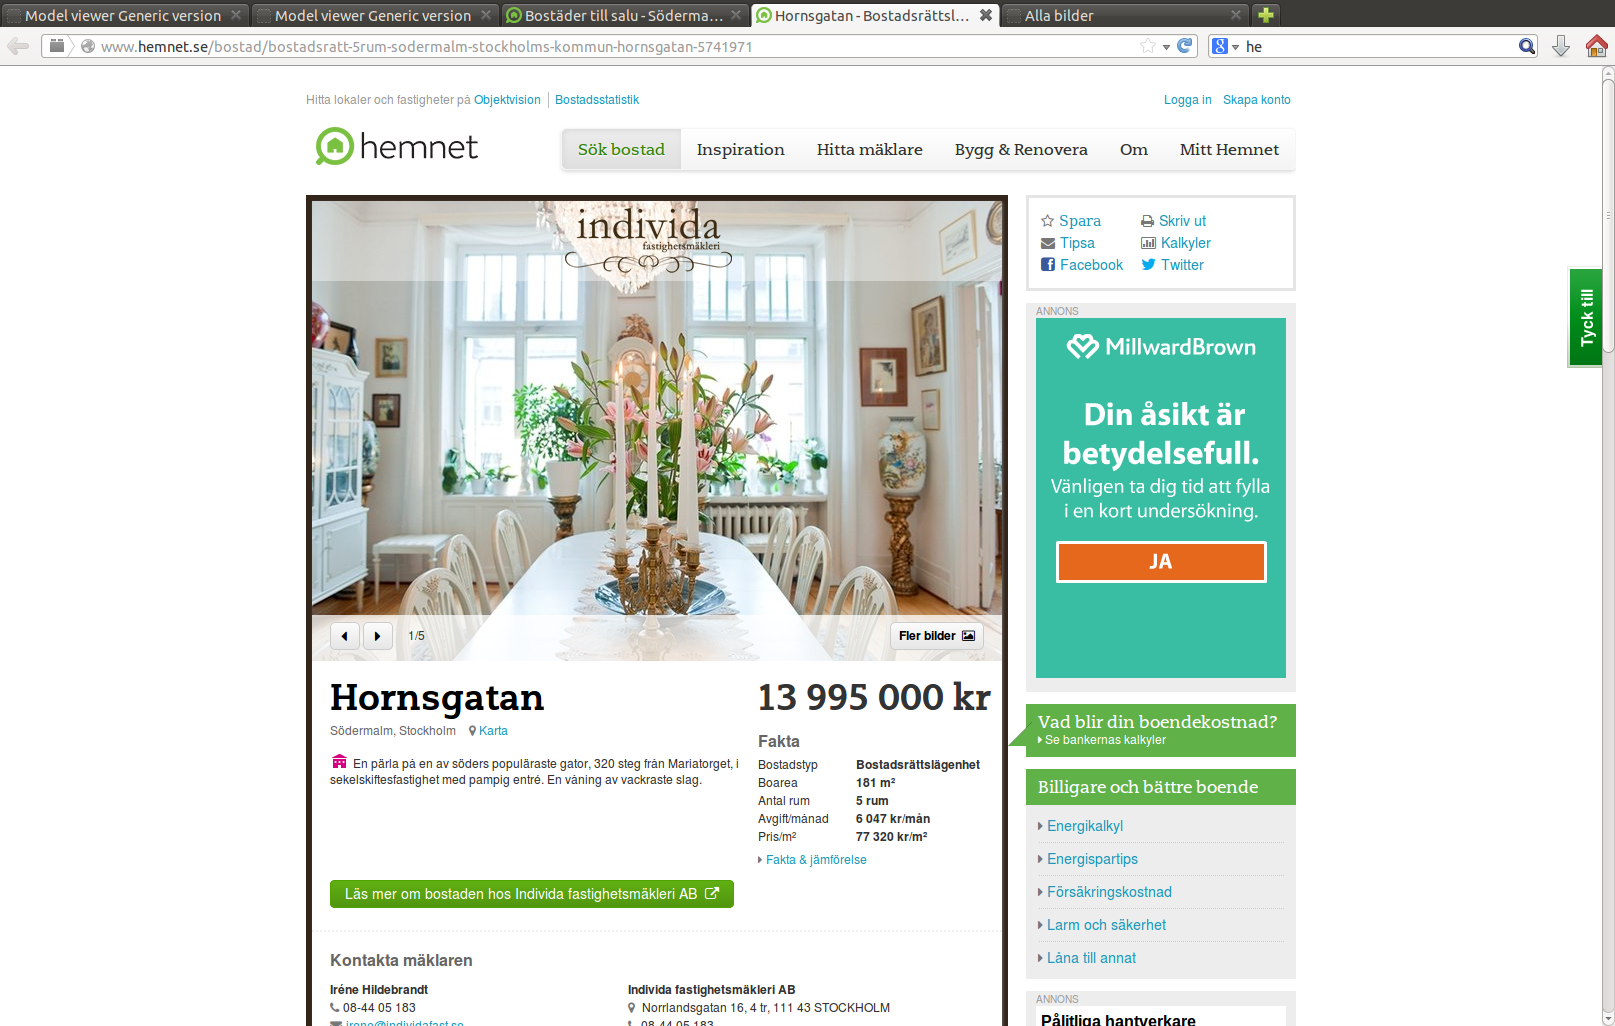 Model viewer Generic version
Model viewer Generic version
Bostäder till salu - Söderma...
Hornsgatan - Bostadsrättsl...
Alla bilder
www.hemnet.se/bostad/bostadsratt-5rum-sodermalm-stockholms-kommun-hornsgatan-5741971
he
Hitta lokaler och fastigheter på Objektvision
Bostadsstatistik
Logga in
Skapa konto
hemnet
Sök bostad
Inspiration
Hitta mäklare
Bygg & Renovera
Om
Mitt Hemnet
individa
fastighetsmäkleri
1/5
Fler bilder
Hornsgatan
Södermalm, Stockholm
Karta
En pärla på en av söders populäraste gator, 320 steg från Mariatorget, i
sekelskiftesfastighet med pampig entré. En våning av vackraste slag.
13 995 000 kr
Fakta
Bostadstyp Bostadsrättslägenhet
Boarea 181 m²
Antal rum 5 rum
Avgift/månad 6 047 kr/mån
Pris/m² 77 320 kr/m²
Fakta & jämförelse
Läs mer om bostaden hos Individa fastighetsmäkleri AB
Kontakta mäklaren
Iréne Hildebrandt
08-44 05 183
irene@individafast.se
Individa fastighetsmäkleri AB
Norrlandsgatan 16, 4 tr, 111 43 STOCKHOLM
08-44 05 183
Spara
Skriv ut
Tipsa
Kalkyler
Facebook
Twitter
ANNONS
MillwardBrown
Din åsikt är
betydelsefull.
Vänligen ta dig tid att fylla
i en kort undersökning.
JA
Vad blir din boendekostnad?
Se bankernas kalkyler
Billigare och bättre boende
Energikalkyl
Energispartips
Försäkringskostnad
Larm och säkerhet
Låna till annat
ANNONS
Pålitliga hantverkare
Tyck till